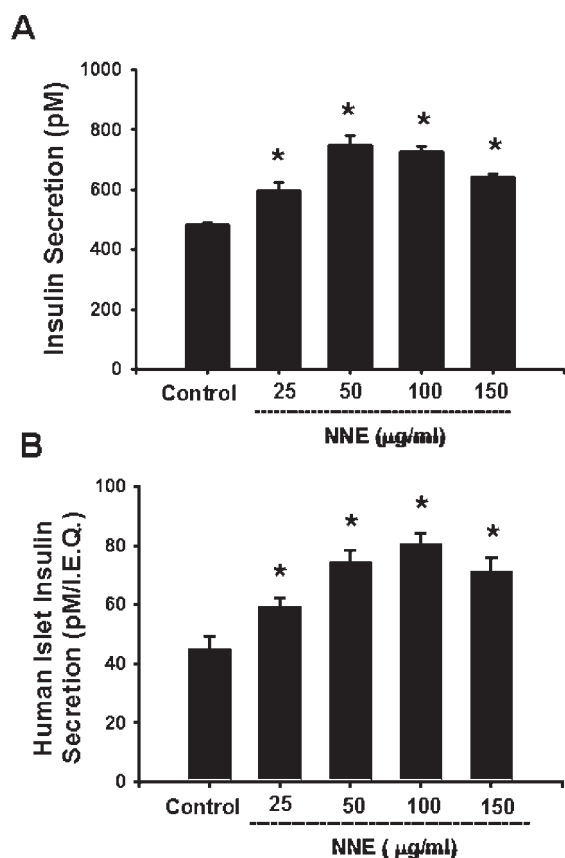 A
Insulin Secretion (pM)
1000
800
600
400
200
0
*
*
*
*
Control 25 50 100 150
NNE (µg/ml)
B
Human Islet Insulin
Secretion (pM/I.E.Q.)
100
80
60
40
20
0
*
*
*
*
Control 25 50 100 150
NNE ( µg/ml)